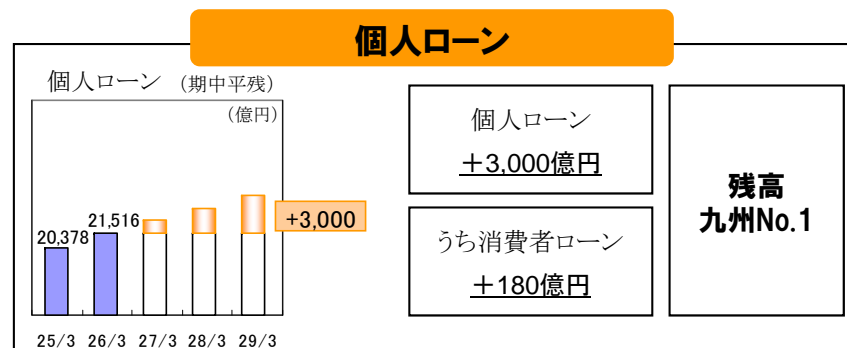 個人ローン
個人ローン (期中平残)
(億円)
20,378
21,516
+3,000
25/3 26/3 27/3 28/3 29/3
個人ローン
+3,000億円
うち消費者ローン
+180億円
残高
九州No.1